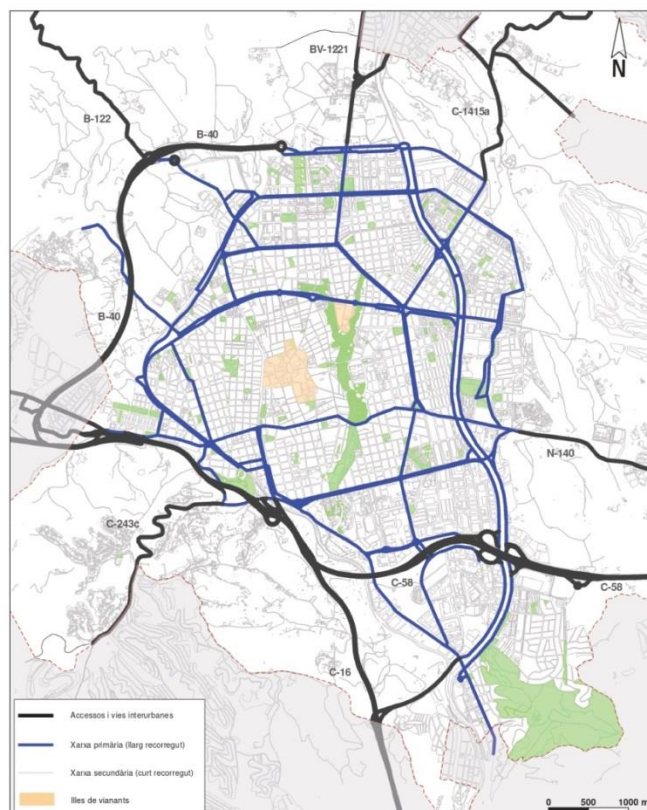 BV-1221
N
C-1415a
B-122
B-40
B-40
N-140
C-243c
C-58
C-58
C-16
Accessos i vies interurbanes
Xarxa primària (llarg recorregut)
Xarxa secundària (curt recorregut)
Illes de vianants
0 500 1000 m